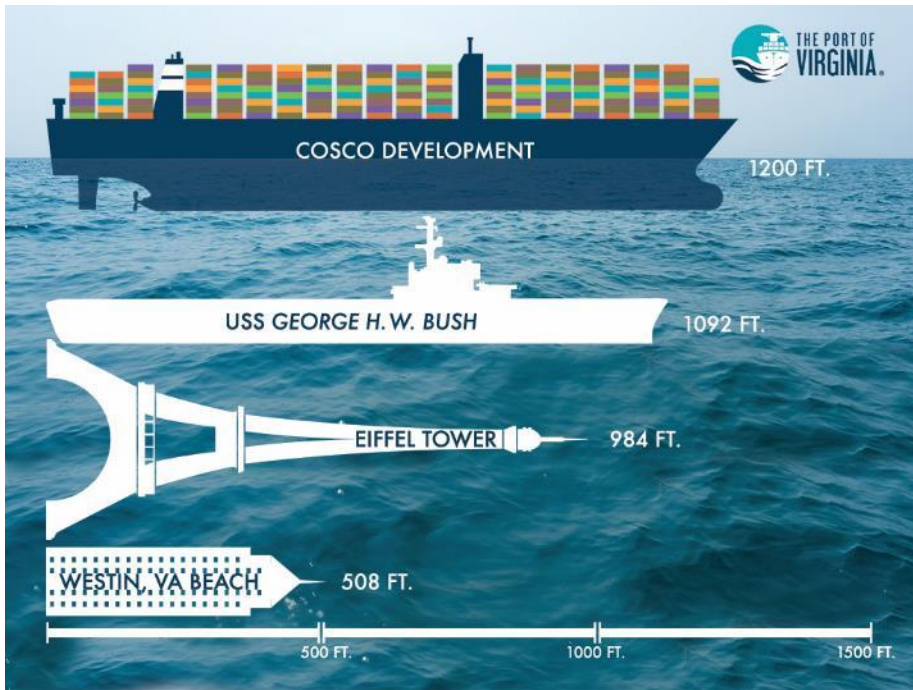 THE PORT OF
VIRGINIA®
COSCO DEVELOPMENT
1200 FT.
USS GEORGE H. W. BUSH
1092 FT.
EIFFEL TOWER
984 FT.
WESTIN, VA BEACH
508 FT.
500 FT.
1000 FT.
1500 FT.